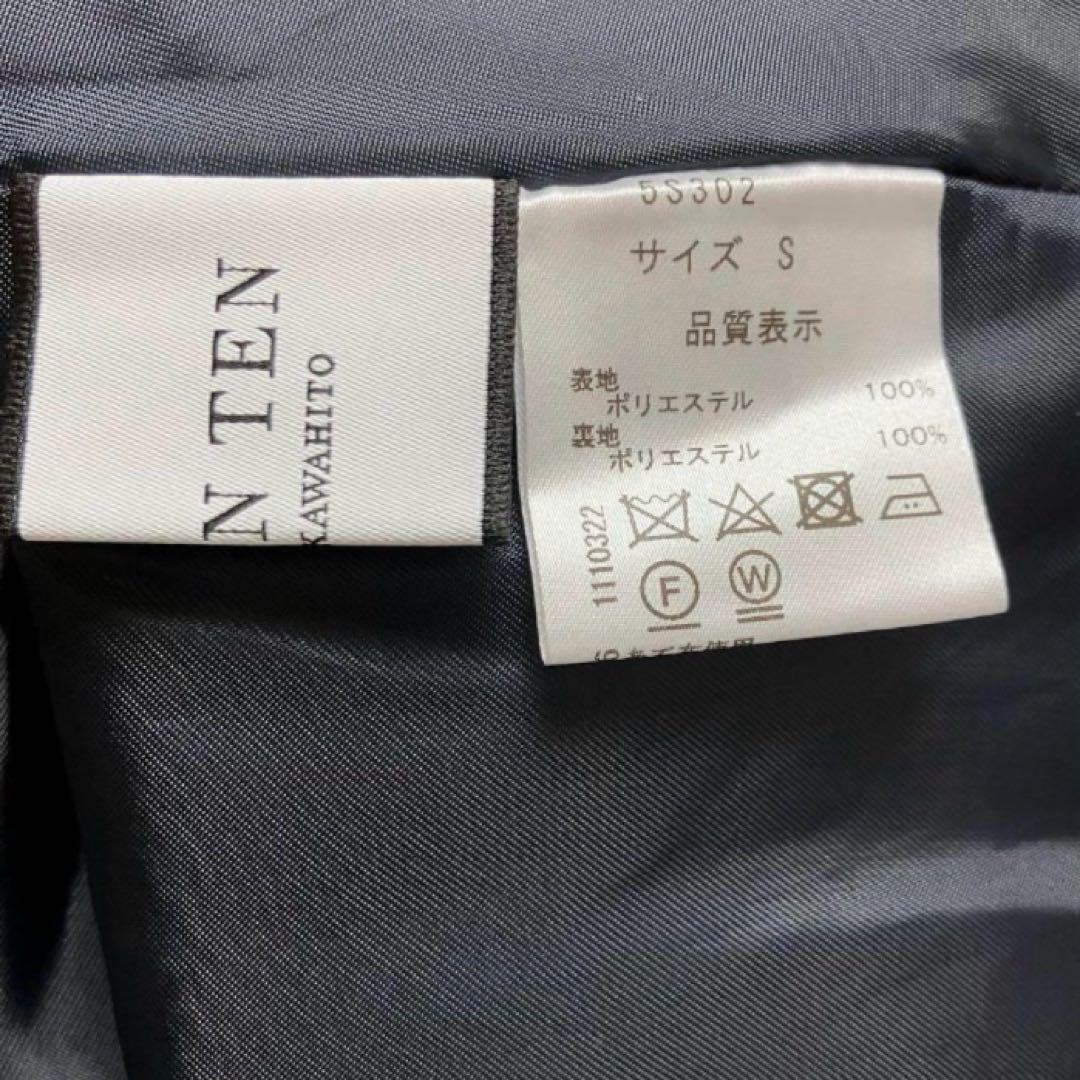 N TEN
KAWAHITO
5S302
サイズ S
品質表示
表地
ポリエステル 100%
裏地
ポリエステル 100%
1110322
F W